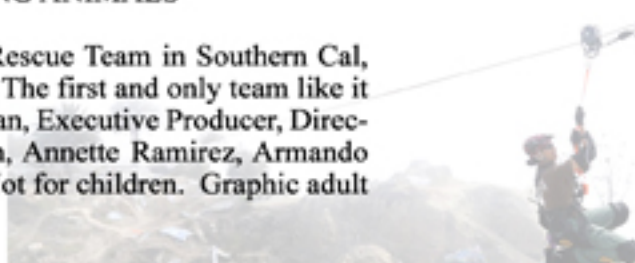 Rescue Team in Southern Cal,
The first and only team like it
an, Executive Producer, Direc-
Annette Ramirez, Armando
ot for children. Graphic adult